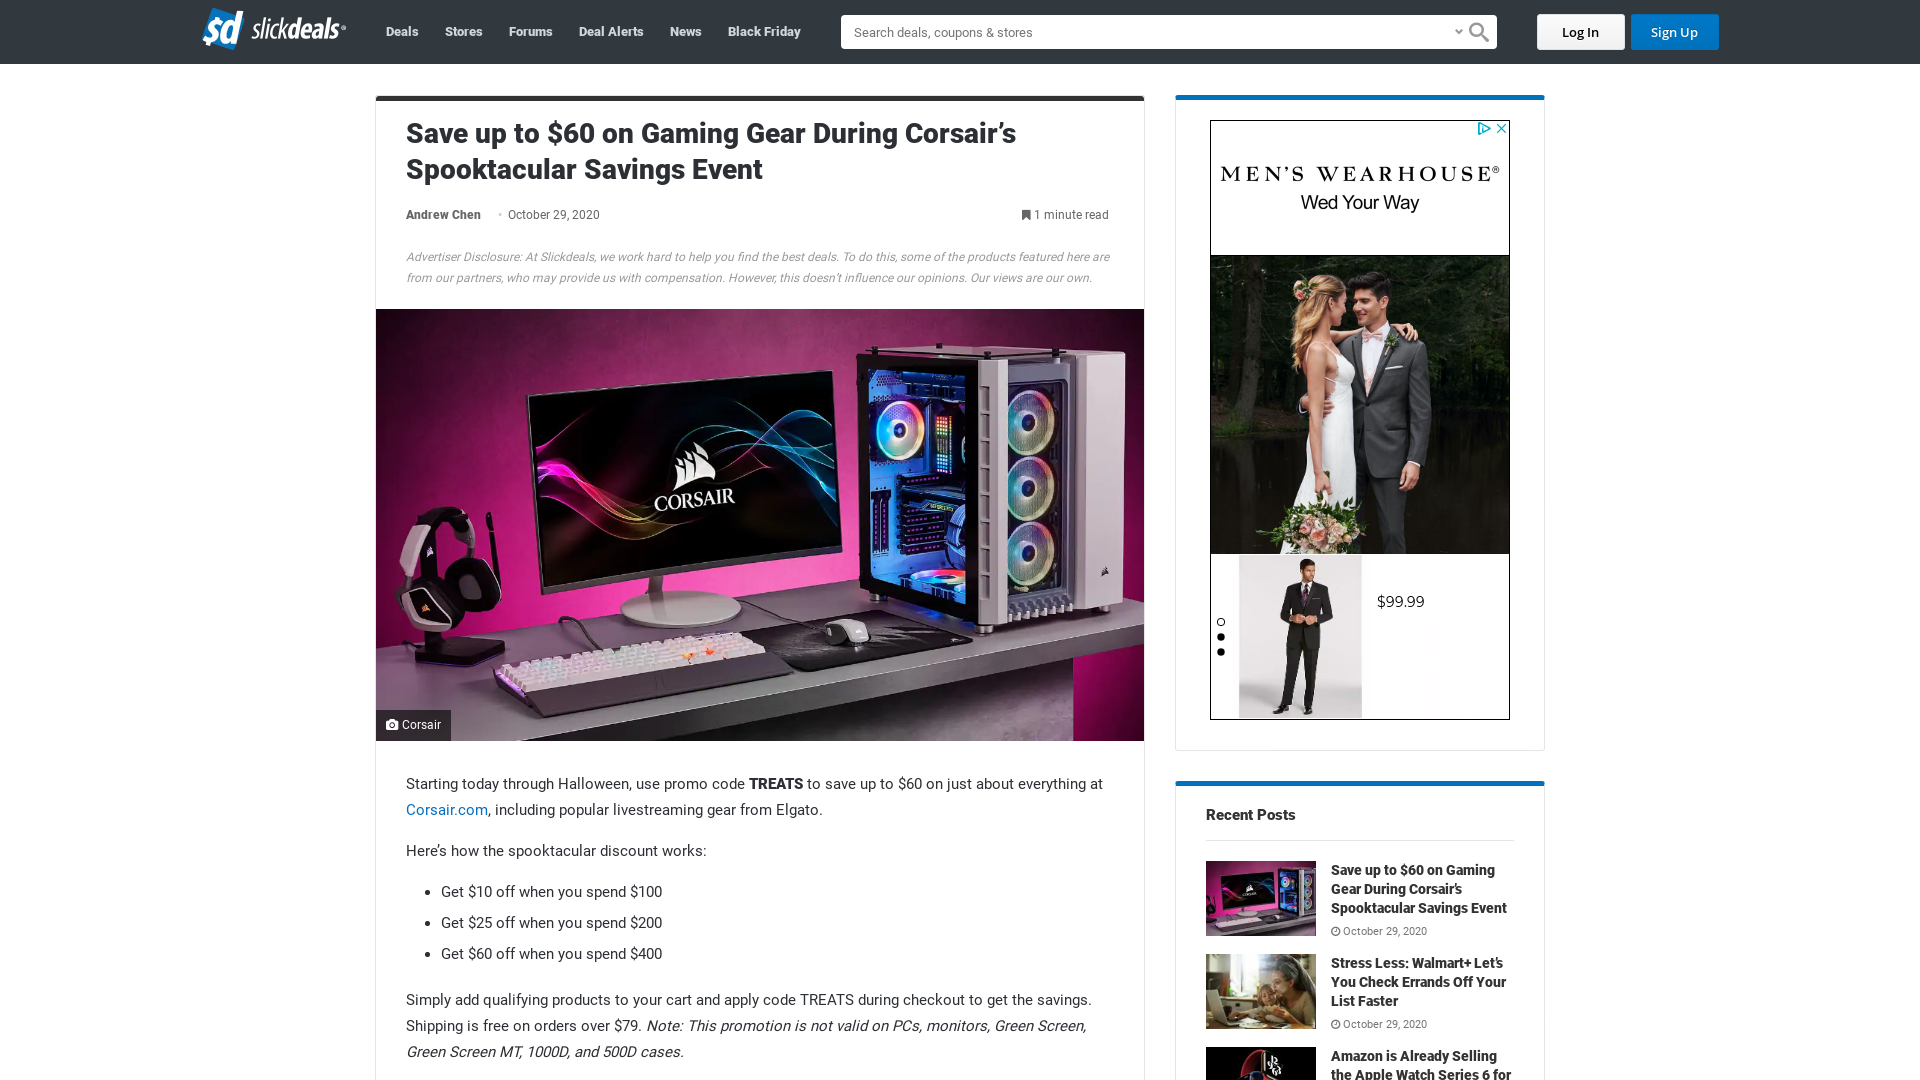 $d slickdeals®
Deals Stores Forums Deal Alerts News Black Friday
Search deals, coupons & stores
Log In
Sign Up
Save up to $60 on Gaming Gear During Corsair’s
Spooktacular Savings Event
Andrew Chen • October 29, 2020
1 minute read
Advertiser Disclosure: At Slickdeals, we work hard to help you find the best deals. To do this, some of the products featured here are
from our partners, who may provide us with compensation. However, this doesn’t influence our opinions. Our views are our own.
CORSAIR
Corsair
Starting today through Halloween, use promo code TREATS to save up to $60 on just about everything at
Corsair.com, including popular livestreaming gear from Elgato.
Here’s how the spooktacular discount works:
• Get $10 off when you spend $100
• Get $25 off when you spend $200
• Get $60 off when you spend $400
Simply add qualifying products to your cart and apply code TREATS during checkout to get the savings.
Shipping is free on orders over $79. Note: This promotion is not valid on PCs, monitors, Green Screen,
Green Screen MT, 1000D, and 500D cases.
MEN’S WEARHOUSE®
Wed Your Way
$99.99
Recent Posts
Save up to $60 on Gaming
Gear During Corsair’s
Spooktacular Savings Event
October 29, 2020
Stress Less: Walmart+ Let’s
You Check Errands Off Your
List Faster
October 29, 2020
Amazon is Already Selling
the Apple Watch Series 6 for